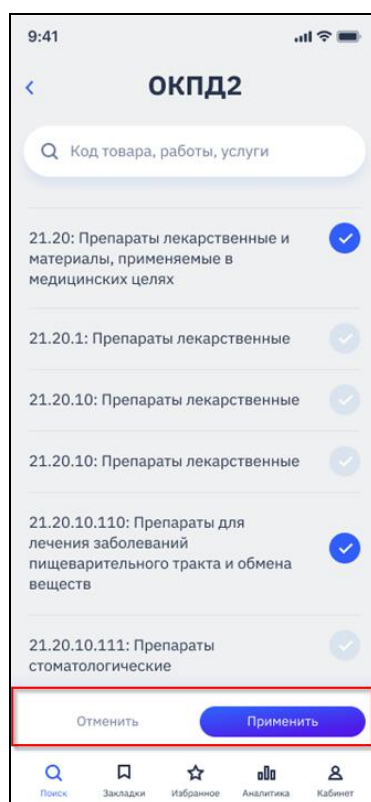 9:41
ОКПД2
Код товара, работы, услуги
21.20: Препараты лекарственные и
материалы, применяемые в
медицинских целях
21.20.1: Препараты лекарственные
21.20.10: Препараты лекарственные
21.20.10: Препараты лекарственные
21.20.10.110: Препараты для
лечения заболеваний
пищеварительного тракта и обмена
веществ
21.20.10.111: Препараты
стоматологические
Отменить Применить
Поиск Закладки Избранное Аналитика Кабинет